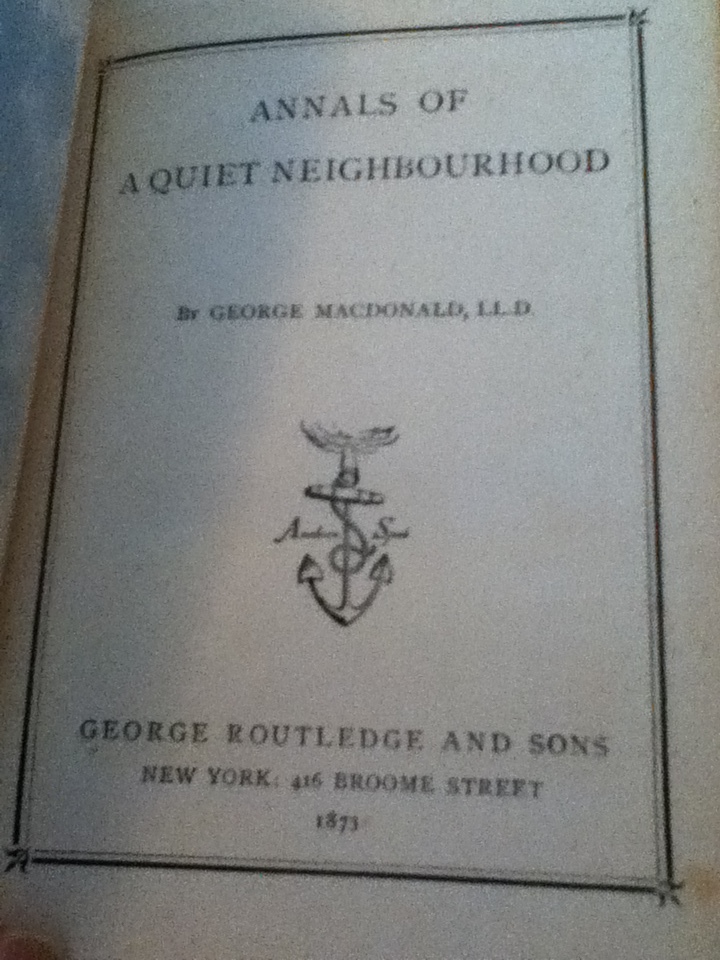 ANNALS OF
A QUIET NEIGHBOURHOOD
By GEORGE MACDONALD, LL.D.
GEORGE ROUTLEDGE AND SONS
NEW YORK: 416 BROOME STREET
1873